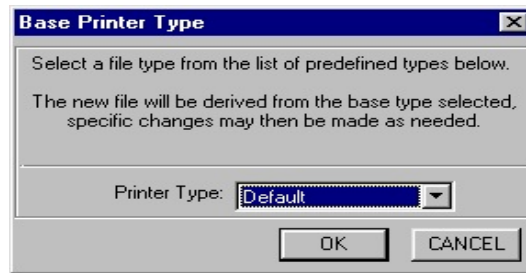 Base Printer Type
Select a file type from the list of predefined types below.
The new file will be derived from the base type selected,
specific changes may then be made as needed.
Printer Type: Default
OK CANCEL